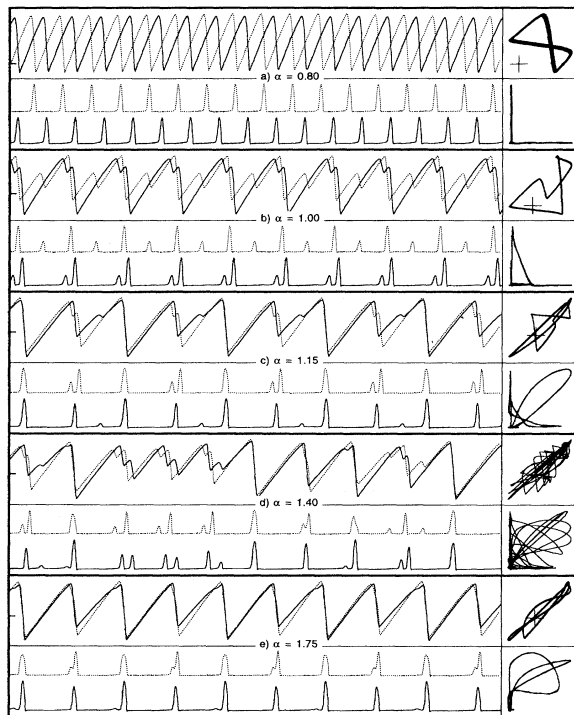 a) α = 0.80
b) α = 1.00
c) α = 1.15
d) α = 1.40
e) α = 1.75